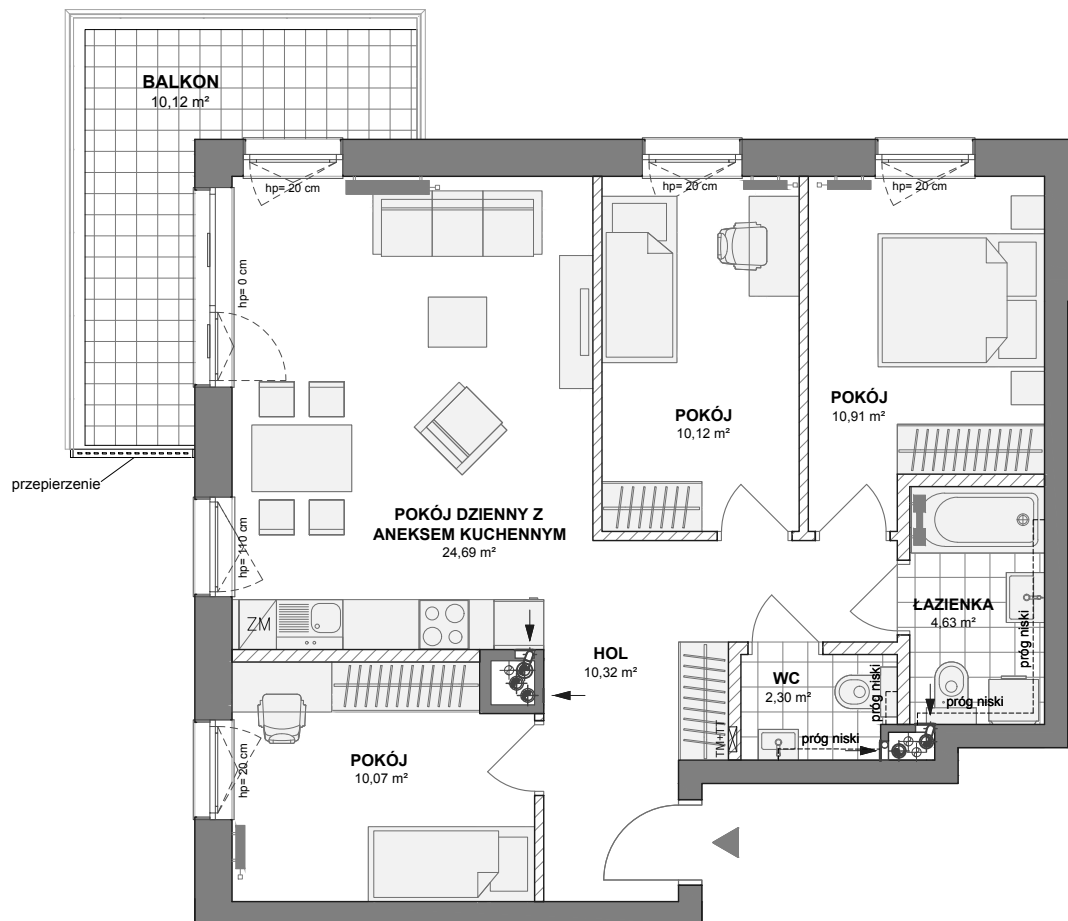 BALKON
10,12 m²
hp= 20 cm
hp= 20 cm
hp= 20 cm
hp= 0 cm
POKÓJ
10,91 m²
POKÓJ
10,12 m²
przepierzenie
POKÓJ DZIENNY Z
ANEKSEM KUCHENNYM
24,69 m²
hp= 110 cm
ZM
ŁAZIENKA
4,63 m²
próg niski
HOL
10,32 m²
WC
2,30 m²
próg niski
próg niski
TM+TT
próg niski
POKÓJ
10,07 m²
hp= 20 cm